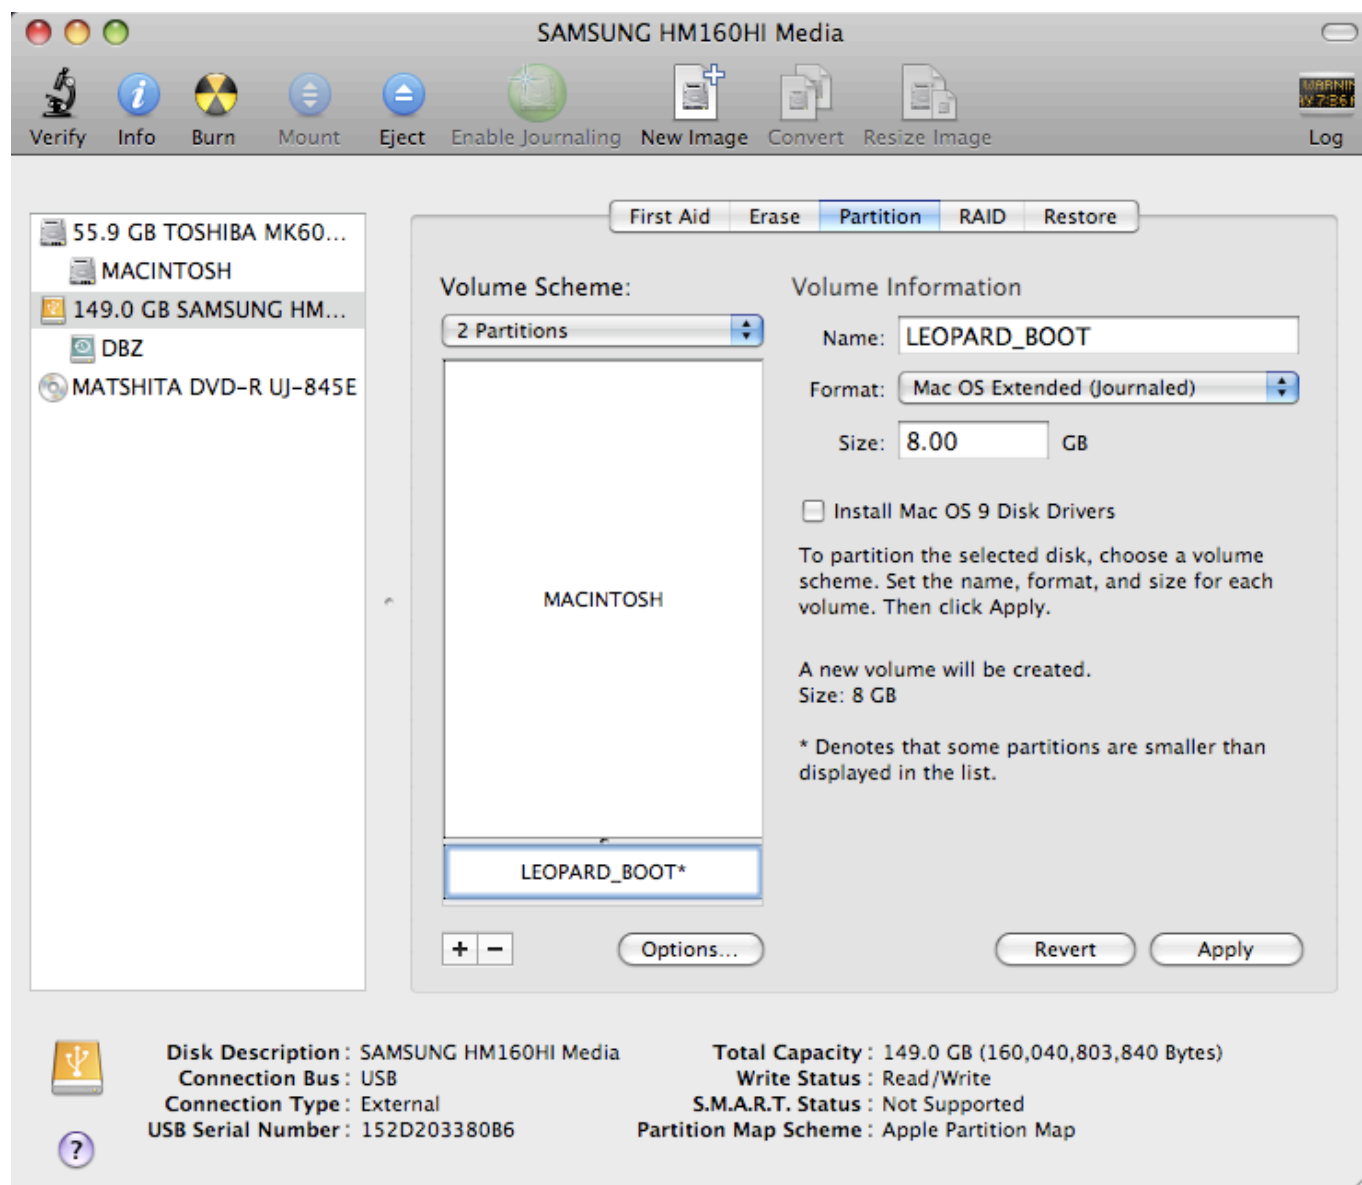 SAMSUNG HM160HI Media
Verify Info Burn Mount Eject Enable Journaling New Image Convert Resize Image Log
First Aid Erase Partition RAID Restore
55.9 GB TOSHIBA MK60...
MACINTOSH
149.0 GB SAMSUNG HM...
DBZ
MATSHITA DVD-R UJ-845E
Volume Scheme:
2 Partitions
MACINTOSH
LEOPARD_BOOT*
+ −
Options...
Volume Information
Name: LEOPARD_BOOT
Format: Mac OS Extended (Journaled)
Size: 8.00 GB
Install Mac OS 9 Disk Drivers
To partition the selected disk, choose a volume
scheme. Set the name, format, and size for each
volume. Then click Apply.
A new volume will be created.
Size: 8 GB
* Denotes that some partitions are smaller than
displayed in the list.
Revert Apply
Disk Description : SAMSUNG HM160HI Media
Connection Bus : USB
Connection Type : External
USB Serial Number : 152D203380B6
Total Capacity : 149.0 GB (160,040,803,840 Bytes)
Write Status : Read/Write
S.M.A.R.T. Status : Not Supported
Partition Map Scheme : Apple Partition Map
?